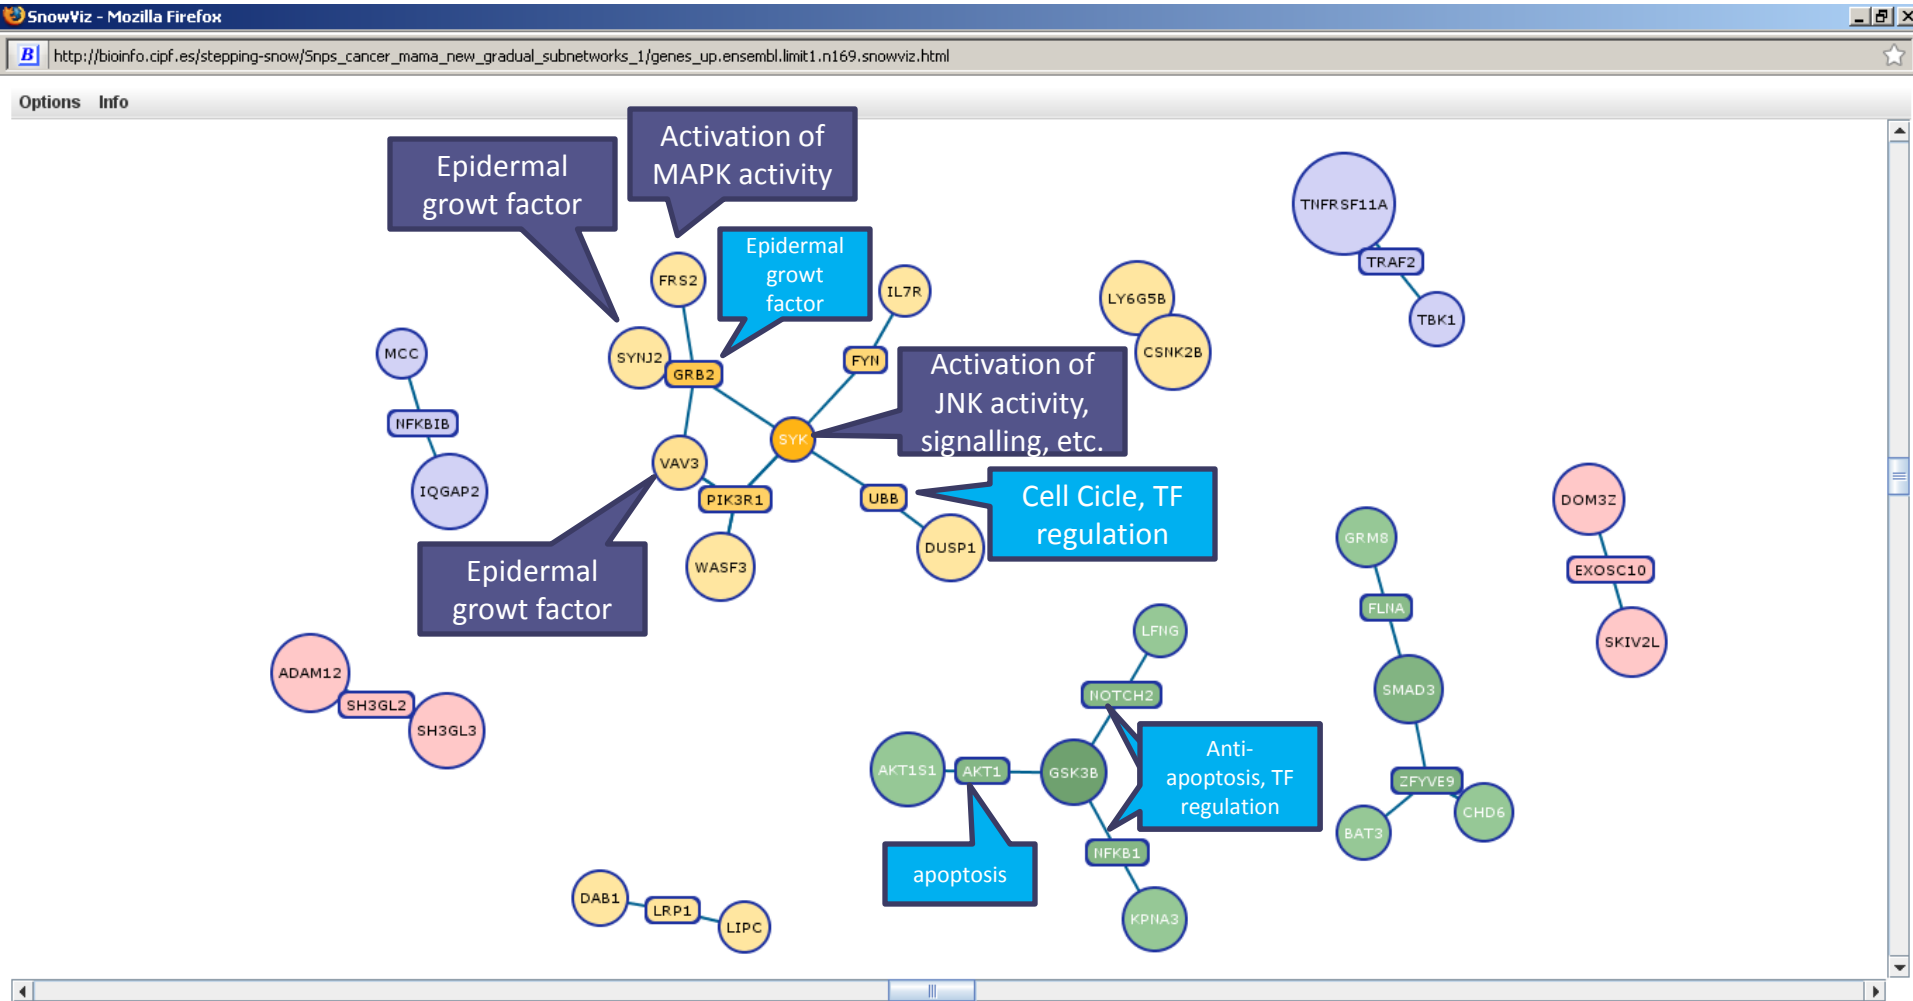 SnowViz - Mozilla Firefox
B http://bioinfo.cipf.es/stepping-snow/Snps_cancer_mama_new_gradual_subnetworks_1/genes_up.ensembl.limit1.n169.snowviz.html
Options Info
Activation of
MAPK activity
Epidermal
growt factor
Epidermal
growt
factor
FRS2
IL7R
SYNJ2
GRB2
FYN
MCC
NFKBIB
IQGAP2
LY6G5B
CSNK2B
TNFRSF11A
TRAF2
TBK1
Activation of
JNK activity,
signalling, etc.
SYK
VAV3
PIK3R1
UBB
WASF3
DUSP1
Cell Cicle, TF
regulation
Epidermal
growt factor
DOM3Z
EXOSC10
SKIV2L
GRM8
FLNA
SMAD3
ZFYVE9
BAT3
CHD6
ADAM12
SH3GL2
SH3GL3
LFNG
NOTCH2
AKT1S1
AKT1
GSK3B
Anti-
apoptosis, TF
regulation
NFKB1
KPNA3
apoptosis
DAB1
LRP1
LIPC